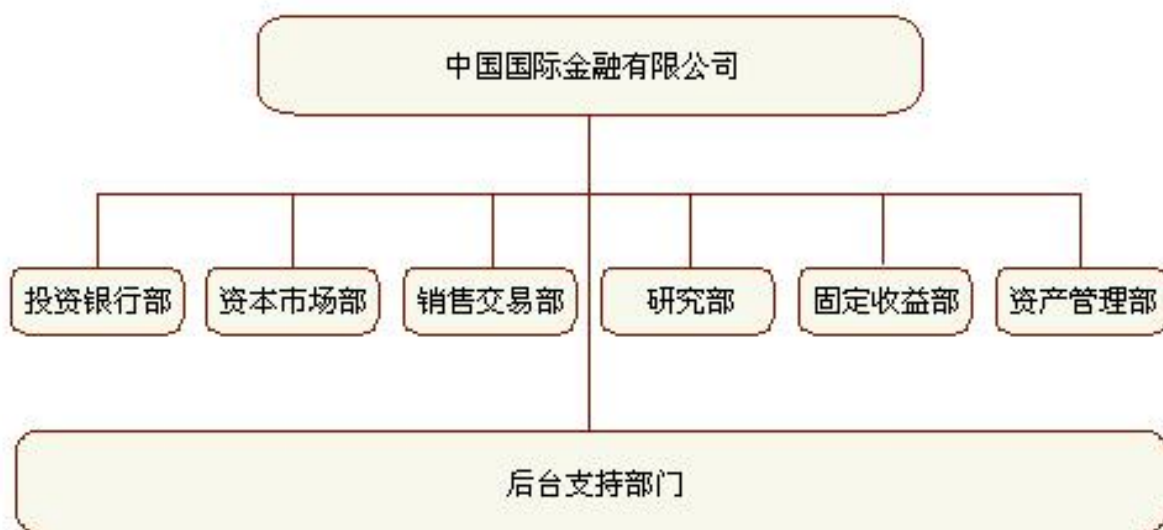 中国国际金融有限公司
投资银行部
资本市场部
销售交易部
研究部
固定收益部
资产管理部
后台支持部门